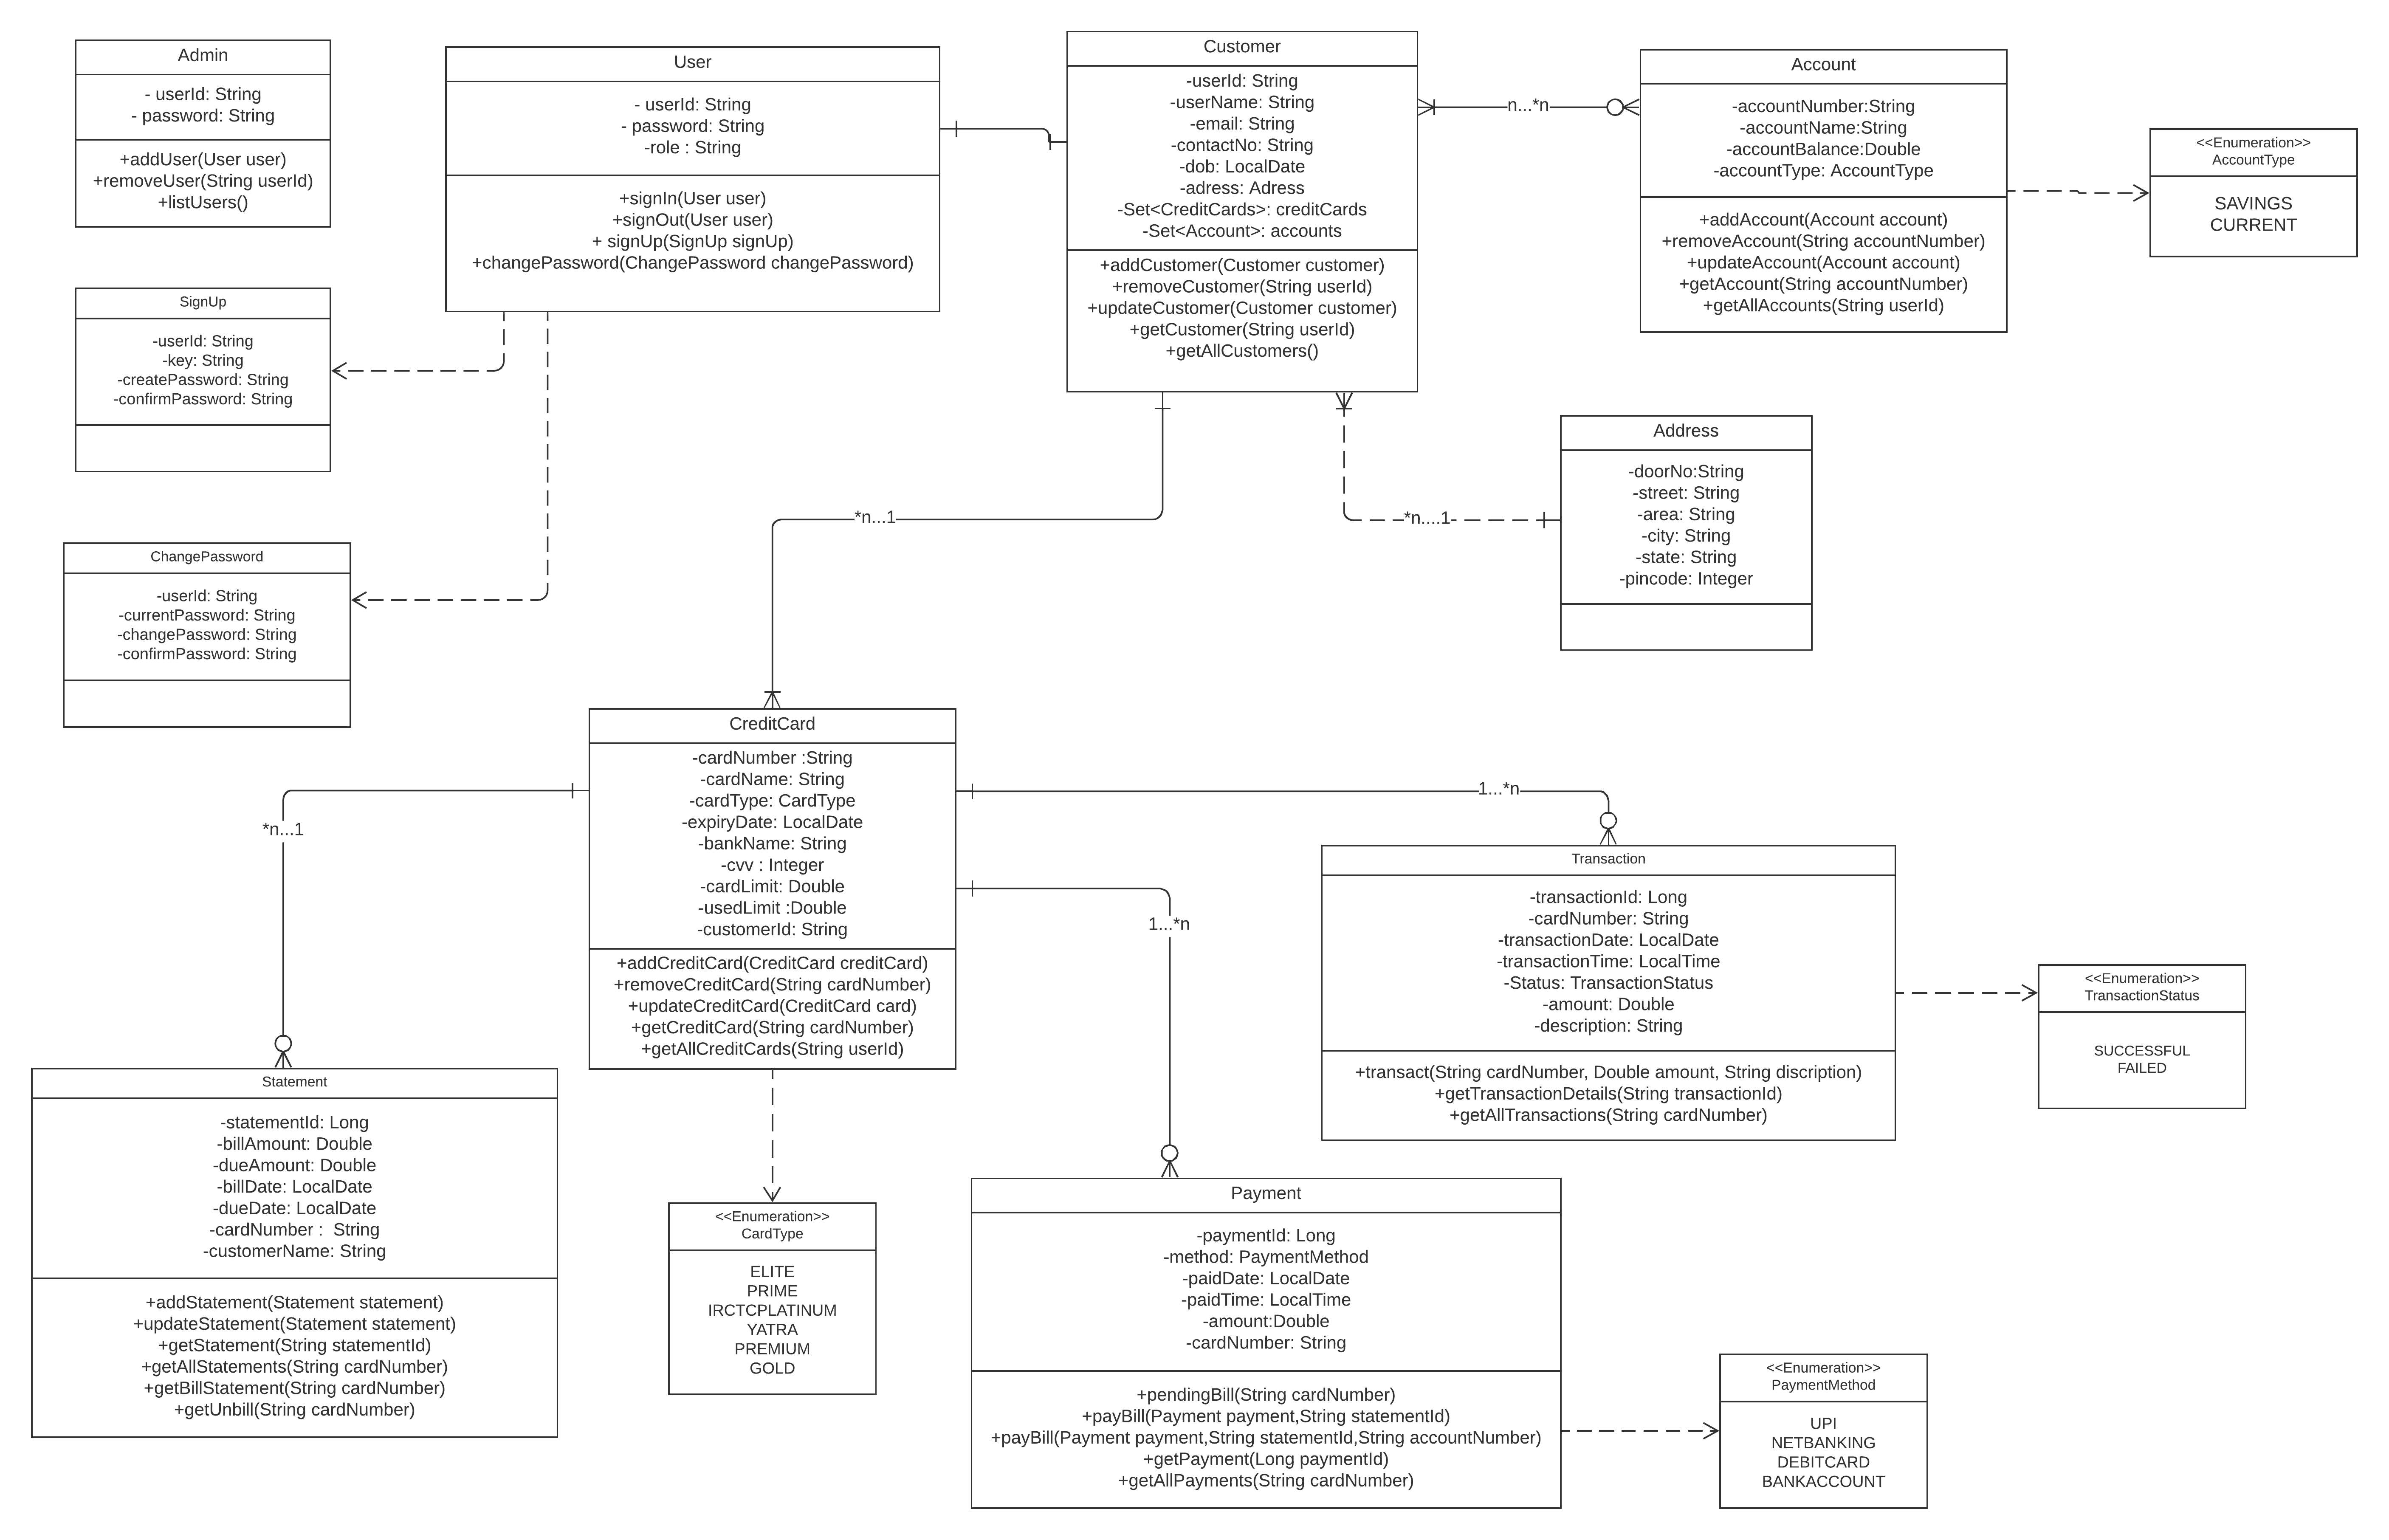 Admin
- userId: String
- password: String
+addUser(User user)
+removeUser(String userId)
+listUsers()
User
- userId: String
- password: String
-role : String
+signIn(User user)
+signOut(User user)
+ signUp(SignUp signUp)
+changePassword(ChangePassword changePassword)
Customer
-userId: String
-userName: String
-email: String
-contactNo: String
-dob: LocalDate
-adress: Adress
-Set<CreditCards>: creditCards
-Set<Account>: accounts
+addCustomer(Customer customer)
+removeCustomer(String userId)
+updateCustomer(Customer customer)
+getCustomer(String userId)
+getAllCustomers()
n...*n
Account
-accountNumber:String
-accountName:String
-accountBalance:Double
-accountType: AccountType
+addAccount(Account account)
+removeAccount(String accountNumber)
+updateAccount(Account account)
+getAccount(String accountNumber)
+getAllAccounts(String userId)
<<Enumeration>>
AccountType
SAVINGS
CURRENT
SignUp
-userId: String
-key: String
-createPassword: String
-confirmPassword: String
ChangePassword
-userId: String
-currentPassword: String
-changePassword: String
-confirmPassword: String
*n...1
*n....1
Address
-doorNo:String
-street: String
-area: String
-city: String
-state: String
-pincode: Integer
CreditCard
-cardNumber :String
-cardName: String
-cardType: CardType
-expiryDate: LocalDate
-bankName: String
-cvv : Integer
-cardLimit: Double
-usedLimit :Double
-customerId: String
+addCreditCard(CreditCard creditCard)
+removeCreditCard(String cardNumber)
+updateCreditCard(CreditCard card)
+getCreditCard(String cardNumber)
+getAllCreditCards(String userId)
*n...1
1...*n
1...*n
Transaction
-transactionId: Long
-cardNumber: String
-transactionDate: LocalDate
-transactionTime: LocalTime
-Status: TransactionStatus
-amount: Double
-description: String
+transact(String cardNumber, Double amount, String discription)
+getTransactionDetails(String transactionId)
+getAllTransactions(String cardNumber)
<<Enumeration>>
TransactionStatus
SUCCESSFUL
FAILED
Statement
-statementId: Long
-billAmount: Double
-dueAmount: Double
-billDate: LocalDate
-dueDate: LocalDate
-cardNumber :  String
-customerName: String
+addStatement(Statement statement)
+updateStatement(Statement statement)
+getStatement(String statementId)
+getAllStatements(String cardNumber)
+getBillStatement(String cardNumber)
+getUnbill(String cardNumber)
<<Enumeration>>
CardType
ELITE
PRIME
IRCTCPLATINUM
YATRA
PREMIUM
GOLD
Payment
-paymentId: Long
-method: PaymentMethod
-paidDate: LocalDate
-paidTime: LocalTime
-amount:Double
-cardNumber: String
+pendingBill(String cardNumber)
+payBill(Payment payment,String statementId)
+payBill(Payment payment,String statementId,String accountNumber)
+getPayment(Long paymentId)
+getAllPayments(String cardNumber)
<<Enumeration>>
PaymentMethod
UPI
NETBANKING
DEBITCARD
BANKACCOUNT